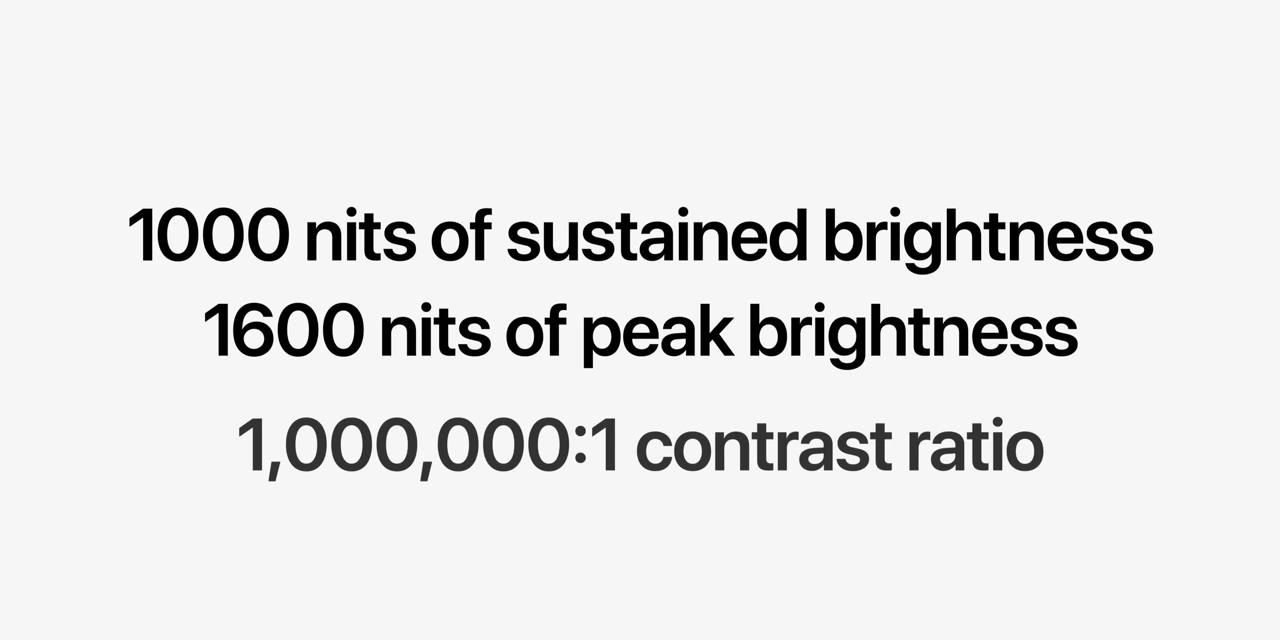 1000 nits of sustained brightness
1600 nits of peak brightness
1,000,000:1 contrast ratio